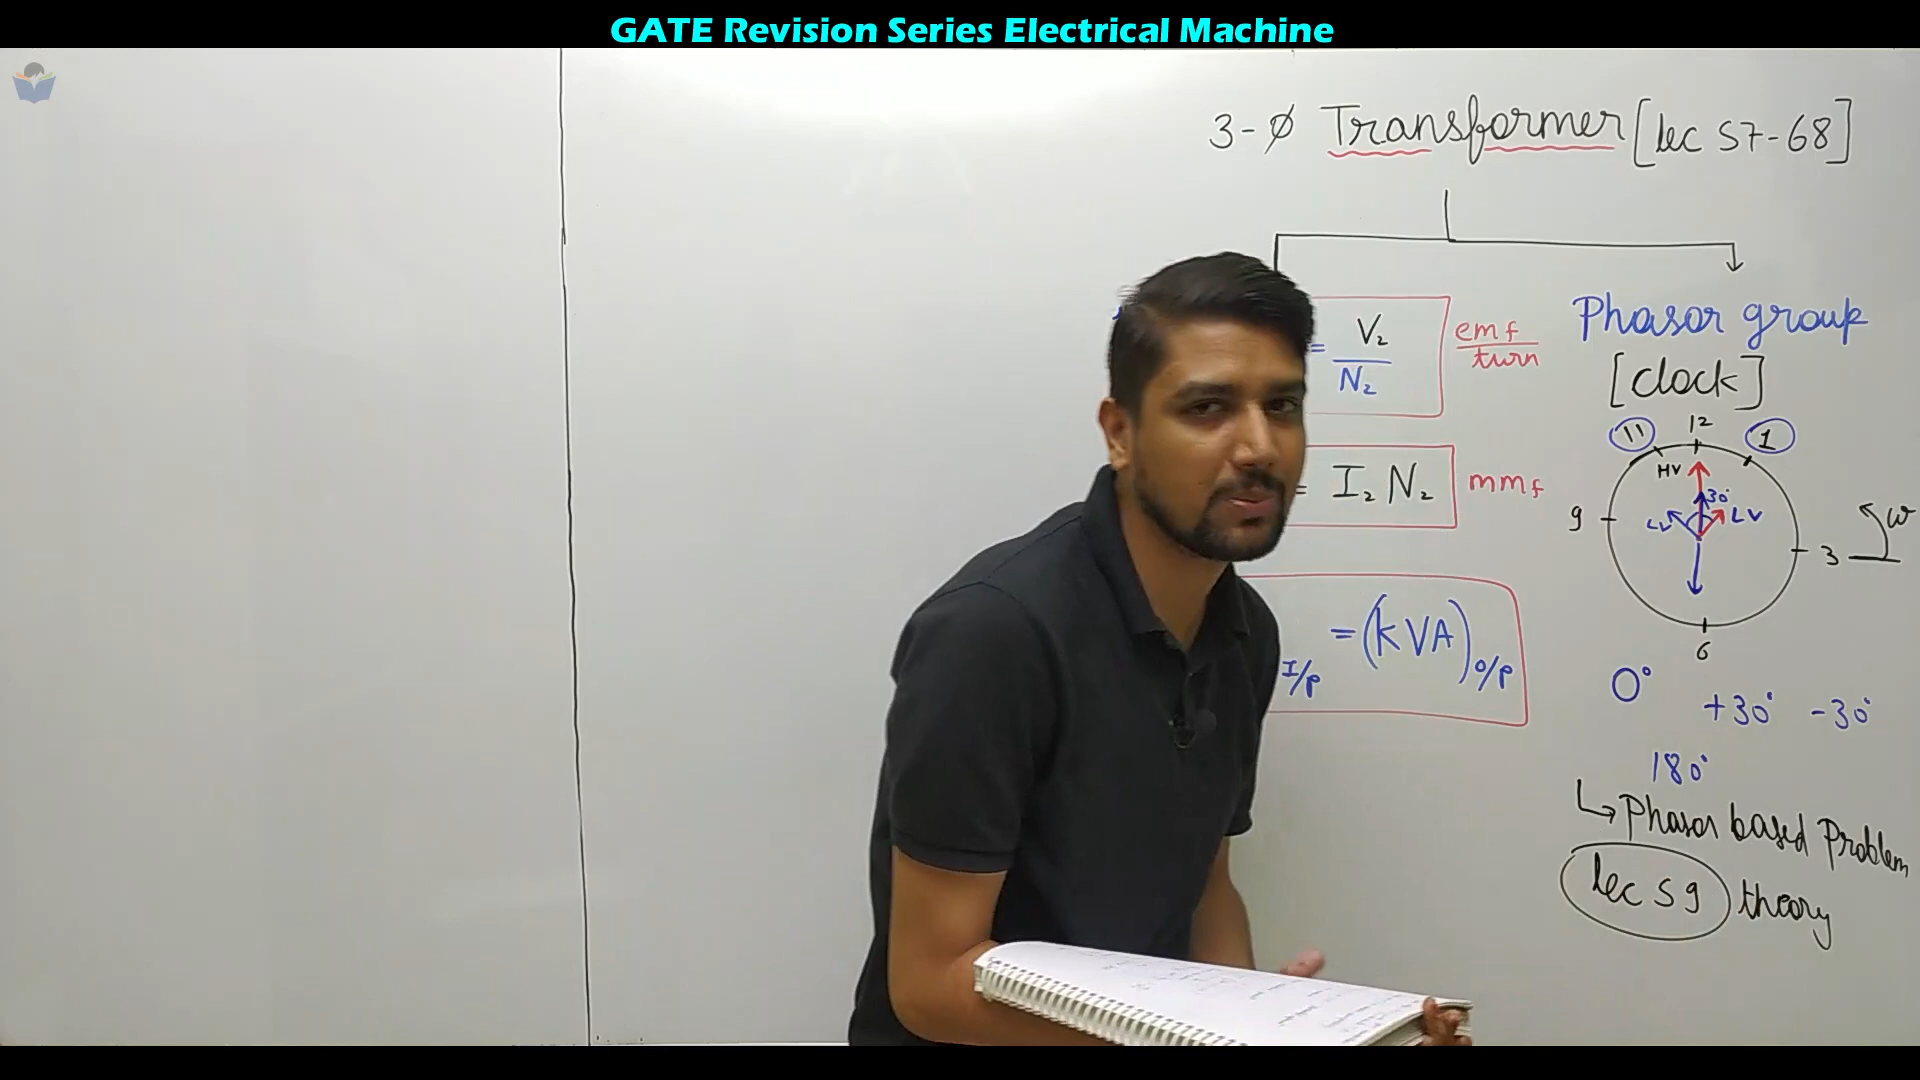 GATE Revision Series Electrical Machine
3-Ø Transformer [lec 57-68]
= V₂ / N₂
emf / turn
= I₂ N₂
mmf
I/p = (KVA) o/p
Phasor group
[clock]
11
12
1
HV
30°
LV
LV
9
3
ω
6
0°
+30°
-30°
180°
↳ Phasor based Problem
lec 59 theory